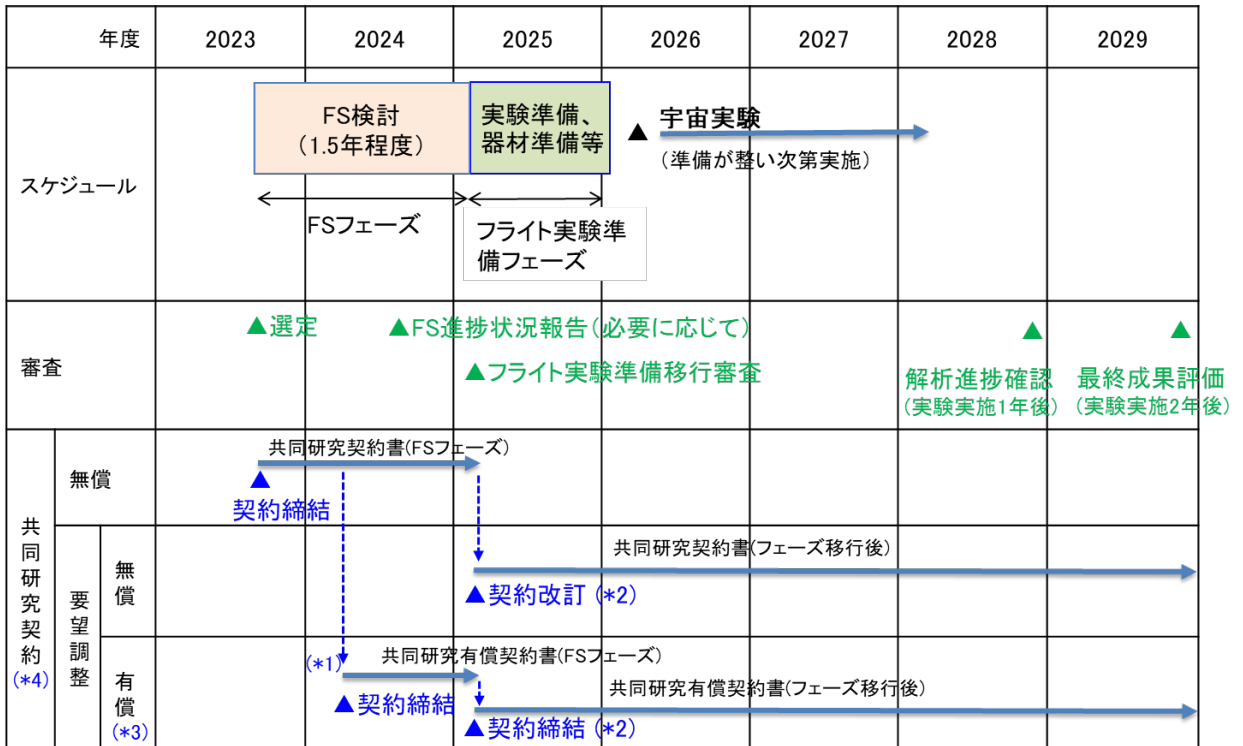 年度 2023 2024 2025 2026 2027 2028 2029
スケジュール
FS検討
(1.5年程度)
実験準備、
器材準備等
▲ 宇宙実験
(準備が整い次第実施)
FSフェーズ
フライト実験準
備フェーズ
審査
▲選定
▲FS進捗状況報告(必要に応じて)
▲フライト実験準備移行審査
▲
解析進捗確認
(実験実施1年後)
▲
最終成果評価
(実験実施2年後)
共同研究契約
(*4)
無償
共同研究契約書(FSフェーズ)
▲
契約締結
要望調整
無償
共同研究契約書(フェーズ移行後)
▲契約改訂 (*2)
有償
(*3)
(*1)
共同研究有償契約書(FSフェーズ)
▲契約締結
共同研究有償契約書(フェーズ移行後)
▲契約締結 (*2)